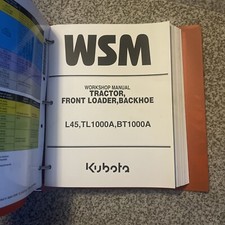 WSM
WORKSHOP MANUAL
TRACTOR,
FRONT LOADER,BACKHOE
L45,TL1000A,BT1000A
Kubota